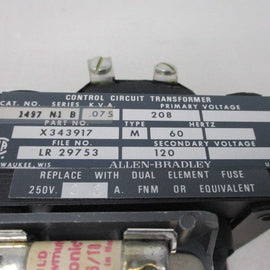 CONTROL CIRCUIT TRANSFORMER
CAT. NO. SERIES K.V.A. PRIMARY VOLTAGE
1497 N1 B .075 208
PART NO. TYPE HERTZ
X343917 M 60
FILE NO. SECONDARY VOLTAGE
LR 29753 120
WAUKEE, WIS. ALLEN-BRADLEY
REPLACE WITH DUAL ELEMENT FUSE
250V. A. FNM OR EQUIVALENT